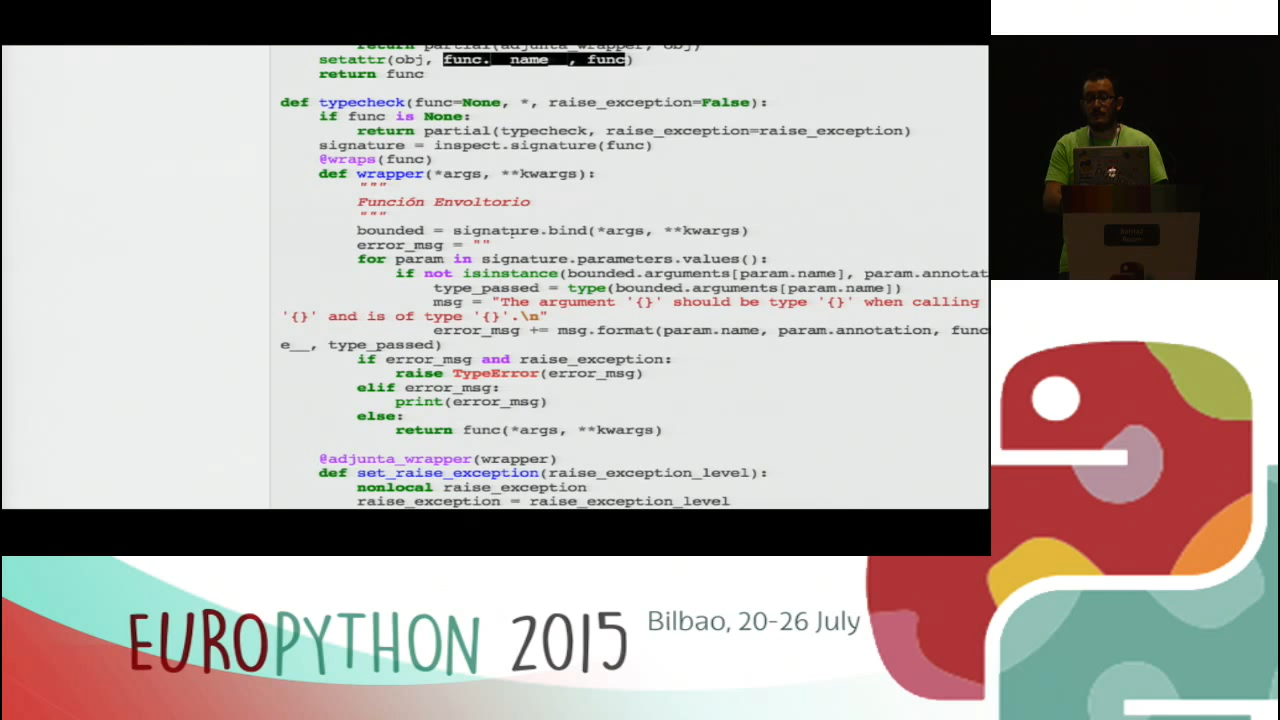 return partial(adjunta_wrapper, obj)
setattr(obj, func.__name__, func)
return func
def typecheck(func=None, *, raise_exception=False):
if func is None:
return partial(typecheck, raise_exception=raise_exception)
signature = inspect.signature(func)
@wraps(func)
def wrapper(*args, **kwargs):
"""
Función Envoltorio
"""
bounded = signature.bind(*args, **kwargs)
error_msg = ""
for param in signature.parameters.values():
if not isinstance(bounded.arguments[param.name], param.annotat
type_passed = type(bounded.arguments[param.name])
msg = "The argument '{}' should be type '{}' when calling
'{}' and is of type '{}'.\n"
error_msg += msg.format(param.name, param.annotation, func
e__, type_passed)
if error_msg and raise_exception:
raise TypeError(error_msg)
elif error_msg:
print(error_msg)
else:
return func(*args, **kwargs)
@adjunta_wrapper(wrapper)
def set_raise_exception(raise_exception_level):
nonlocal raise_exception
raise_exception = raise_exception_level
EUROPYTHON 2015
Bilbao, 20-26 July